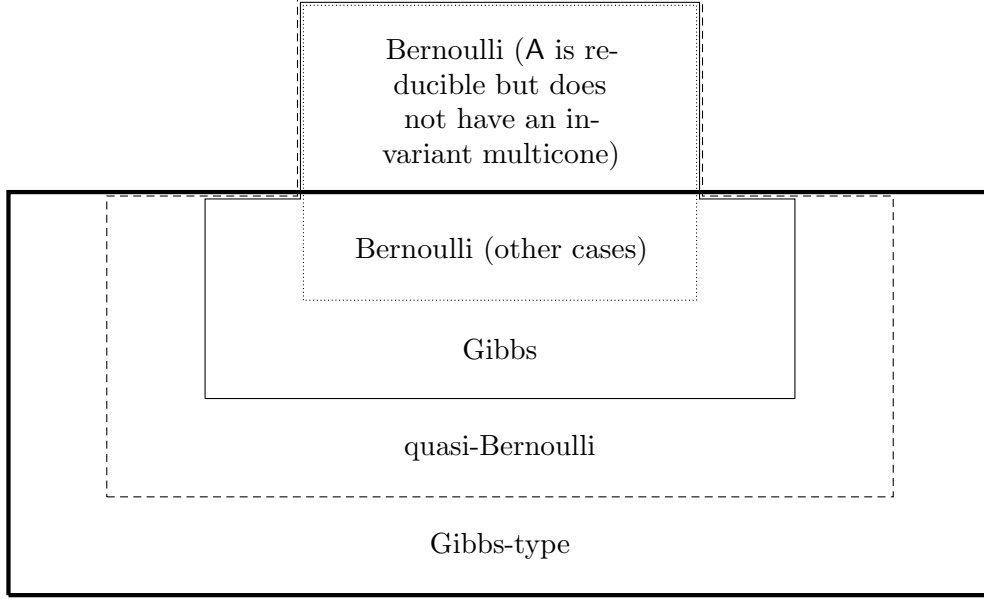 Bernoulli (A is re-
ducible but does
not have an in-
variant multicone)
Bernoulli (other cases)
Gibbs
quasi-Bernoulli
Gibbs-type